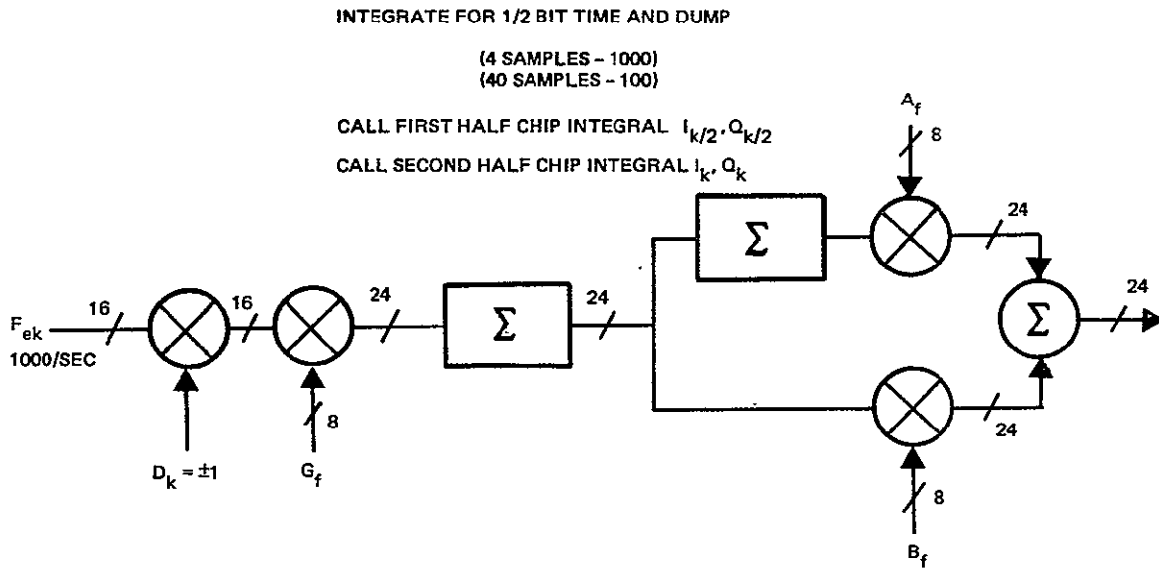 INTEGRATE FOR 1/2 BIT TIME AND DUMP
(4 SAMPLES – 1000)
(40 SAMPLES – 100)
CALL FIRST HALF CHIP INTEGRAL I_{k/2}, Q_{k/2}
CALL SECOND HALF CHIP INTEGRAL I_k, Q_k
A_f
8
24
Σ
24
16
16
24
24
F_{ek}
Σ
Σ
1000/SEC
8
24
D_k = ±1
G_f
8
B_f